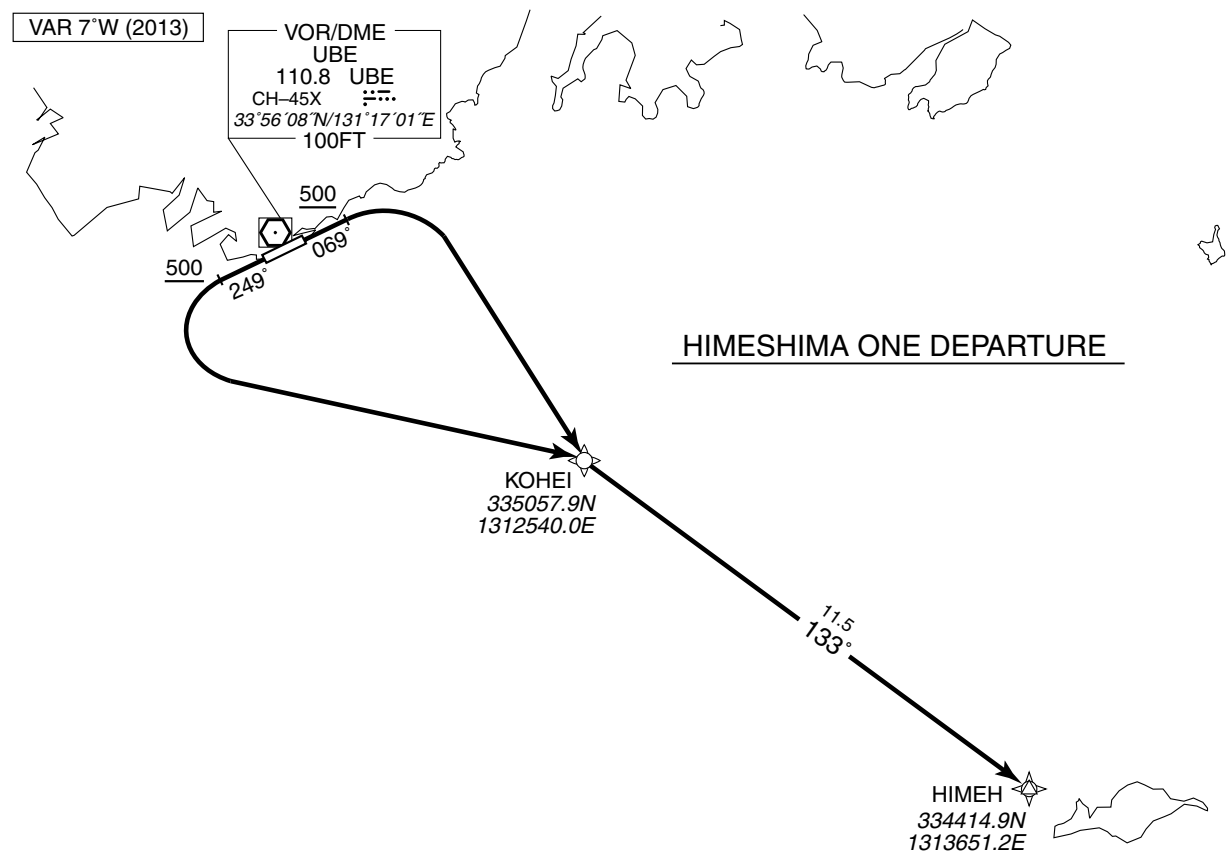 VAR 7°W (2013)
VOR/DME
UBE
110.8 UBE
CH–45X
33°56´08˝N/131°17´01˝E
100FT
500
069°
500
249°
HIMESHIMA ONE DEPARTURE
KOHEI
335057.9N
1312540.0E
11.5
133°
HIMEH
334414.9N
1313651.2E